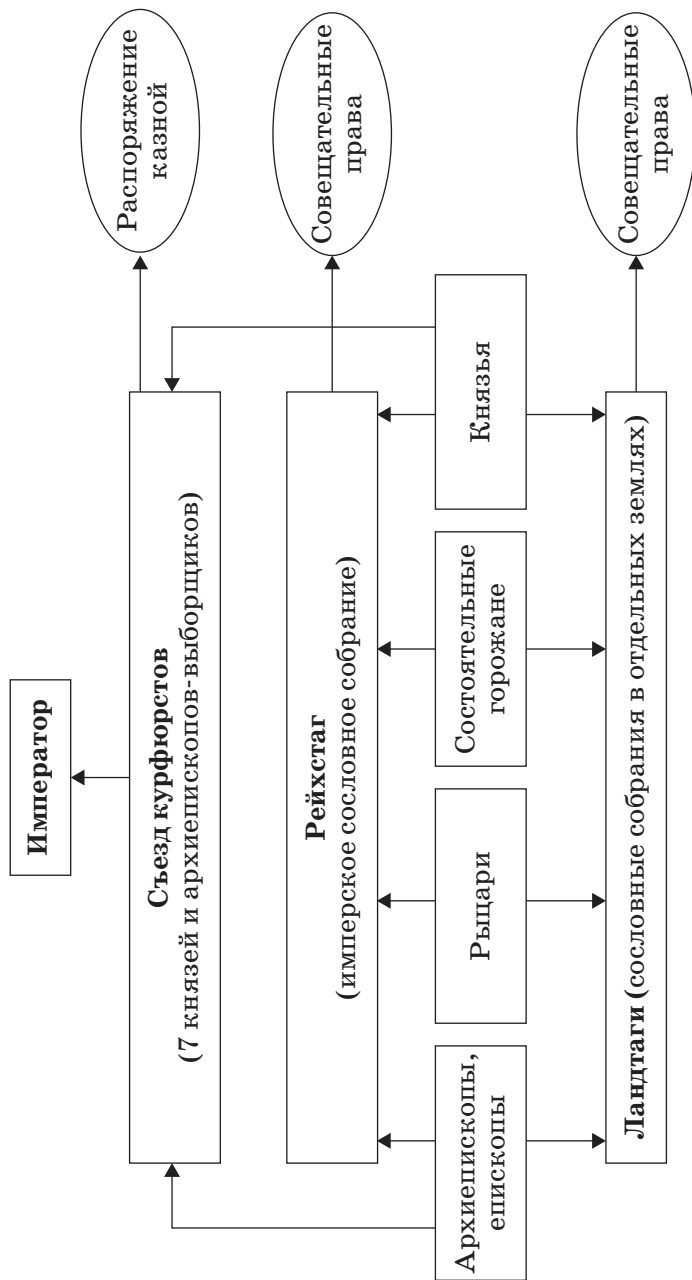 Император
Съезд курфюрстов
(7 князей и архиепископов-выборщиков)
Распоряжение
казной
Рейхстаг
(имперское сословное собрание)
Совещательные
права
Архиепископы,
епископы
Рыцари
Состоятельные
горожане
Князья
Ландтаги (сословные собрания в отдельных землях)
Совещательные
права